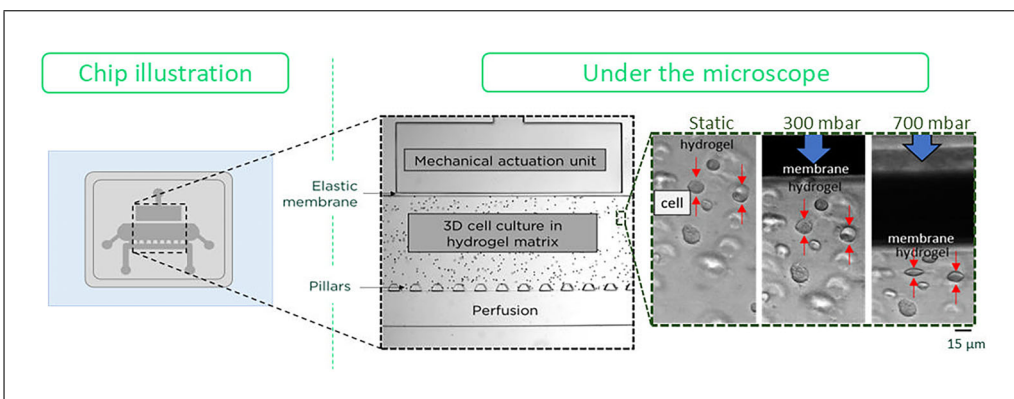 Chip illustration
Under the microscope
Mechanical actuation unit
Elastic
membrane
3D cell culture in
hydrogel matrix
Pillars
Perfusion
Static
hydrogel
cell
300 mbar
membrane
hydrogel
700 mbar
membrane
hydrogel
15 µm